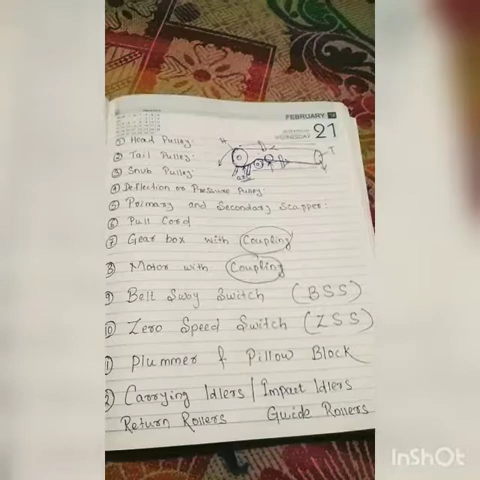 FEBRUARY
WEDNESDAY 21
① Head Pulley:
② Tail Pulley:
③ Snub Pulley:
④ Deflection or Pressure Pulley:
⑤ Primary and Secondary Scapper:
⑥ Pull Cord
⑦ Gear box with Coupling
⑧ Motor with Coupling
⑨ Belt Sway Switch (BSS)
⑩ Zero Speed Switch (ZSS)
⑪ Plummer & Pillow Block
⑫ Carrying Idlers / Impact Idlers
Return Rollers Guide Rollers
InShOt